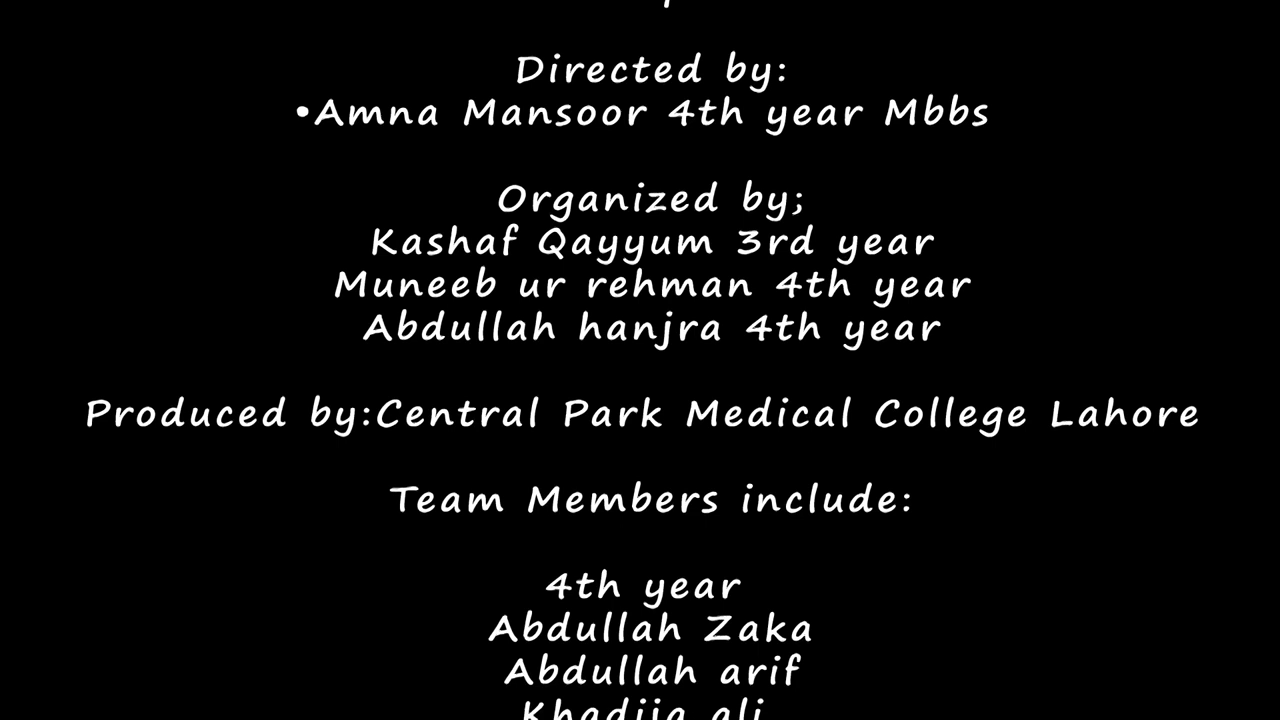 Directed by:
•Amna Mansoor 4th year Mbbs
Organized by;
Kashaf Qayyum 3rd year
Muneeb ur rehman 4th year
Abdullah hanjra 4th year
Produced by:Central Park Medical College Lahore
Team Members include:
4th year
Abdullah Zaka
Abdullah arif
Khadija ali